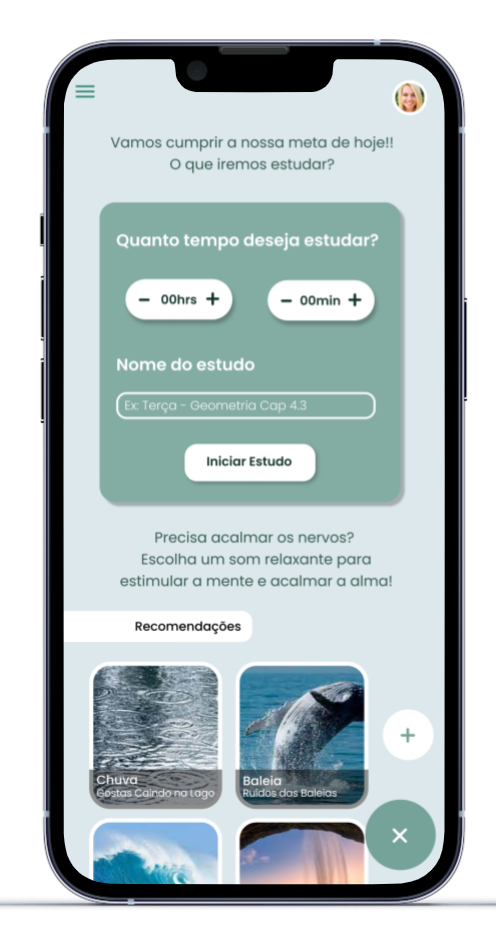 Vamos cumprir a nossa meta de hoje!!
O que iremos estudar?
Quanto tempo deseja estudar?
− 00hrs +
− 00min +
Nome do estudo
Ex: Terça - Geometria Cap 4.3
Iniciar Estudo
Precisa acalmar os nervos?
Escolha um som relaxante para
estimular a mente e acalmar a alma!
Recomendações
Chuva
Gostas Caindo na Lago
Baleia
Ruídos das Baleias
+
×